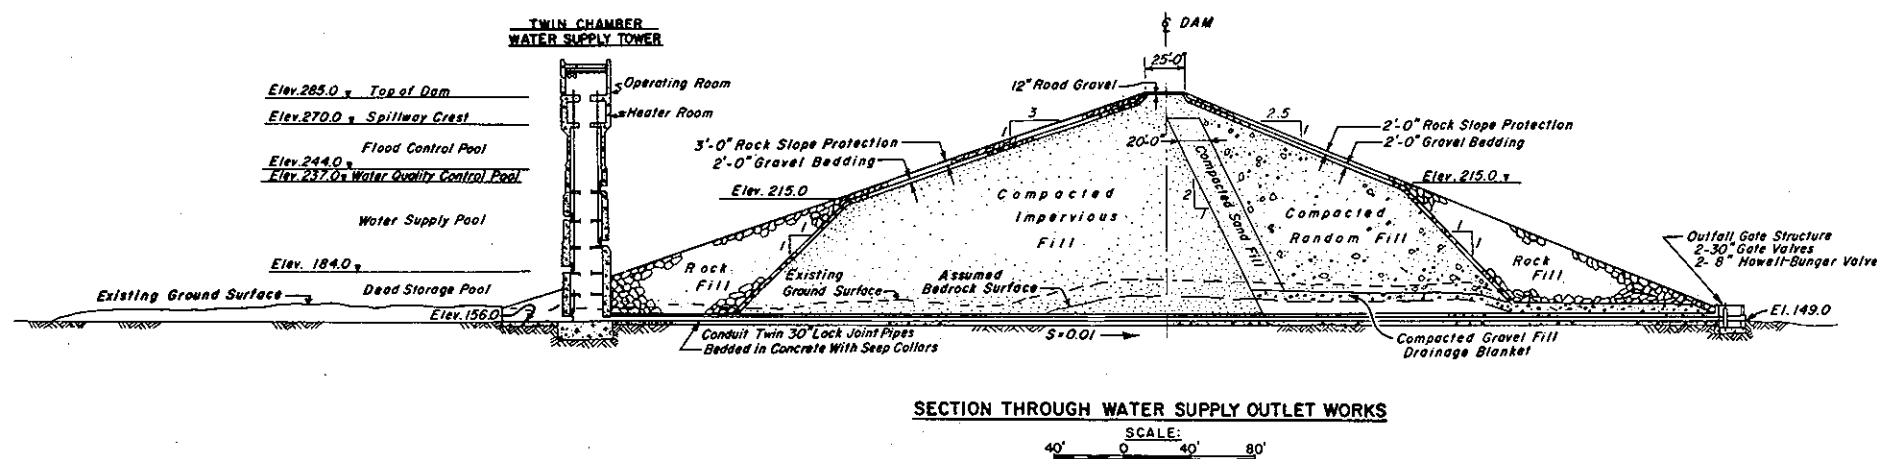 TWIN CHAMBER
WATER SUPPLY TOWER
℄ DAM
25'-0"
Operating Room
12" Road Gravel
Elev. 285.0 Top of Dam
Heater Room
3
1
2.5
1
Elev. 270.0 Spillway Crest
2'-0" Rock Slope Protection
2'-0" Gravel Bedding
Flood Control Pool
3'-0" Rock Slope Protection
2'-0" Gravel Bedding
20'-0"
Elev. 244.0
Elev. 237.0 Water Quality Control Pool
Elev. 215.0
Elev. 215.0
Compacted
Impervious
Fill
2
1
Compacted Sand Fill
Compacted
Random Fill
Water Supply Pool
1
1
1
1
Outfall Gate Structure
2-30" Gate Valves
2-8" Howell-Bunger Valve
Elev. 184.0
Rock
Fill
Existing
Ground Surface
Assumed
Bedrock Surface
Rock
Fill
Dead Storage Pool
Existing Ground Surface
Elev. 156.0
El. 149.0
Conduit Twin 30" Lock Joint Pipes
Bedded in Concrete With Seep Collars
S=0.01
Compacted Gravel Fill
Drainage Blanket
SECTION THROUGH WATER SUPPLY OUTLET WORKS
SCALE:
40' 0 40' 80'